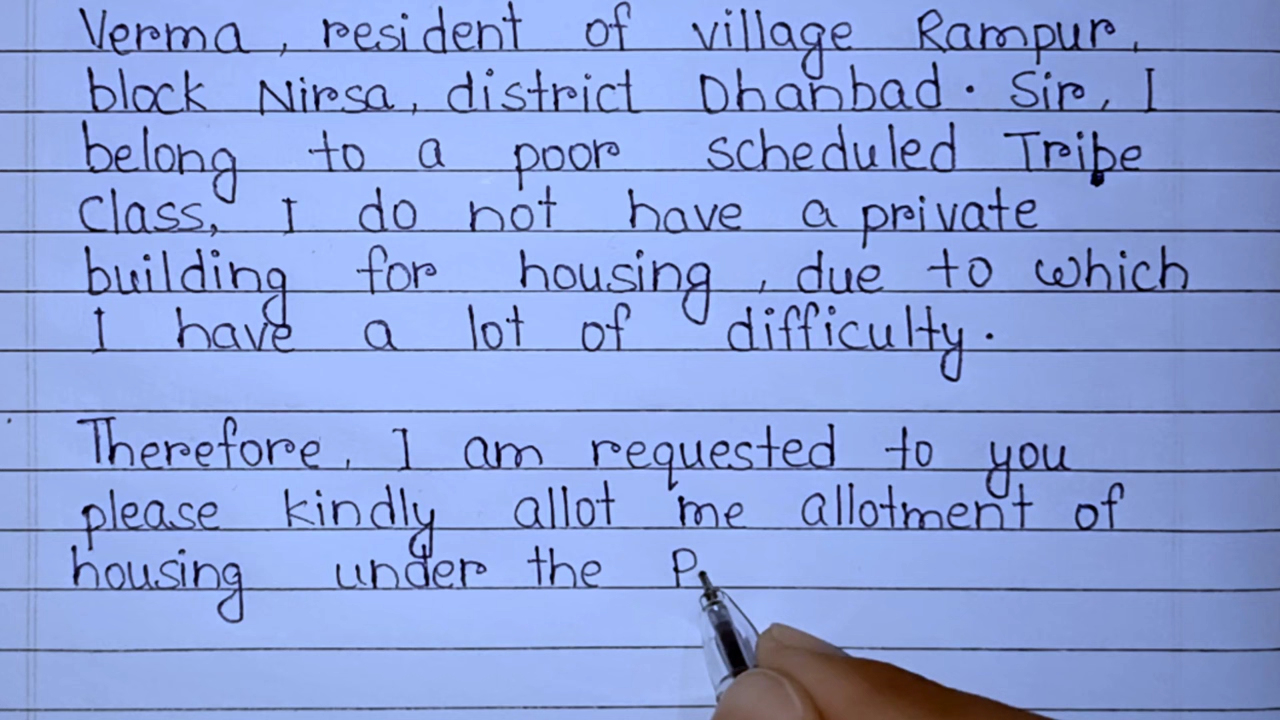 Verma, resident of village Rampur,
block Nirsa, district Dhanbad. Sir, I
belong to a poor scheduled Tribe
Class, I do not have a private
building for housing, due to which
I have a lot of difficulty.
Therefore, I am requested to you
please kindly allot me allotment of
housing under the P